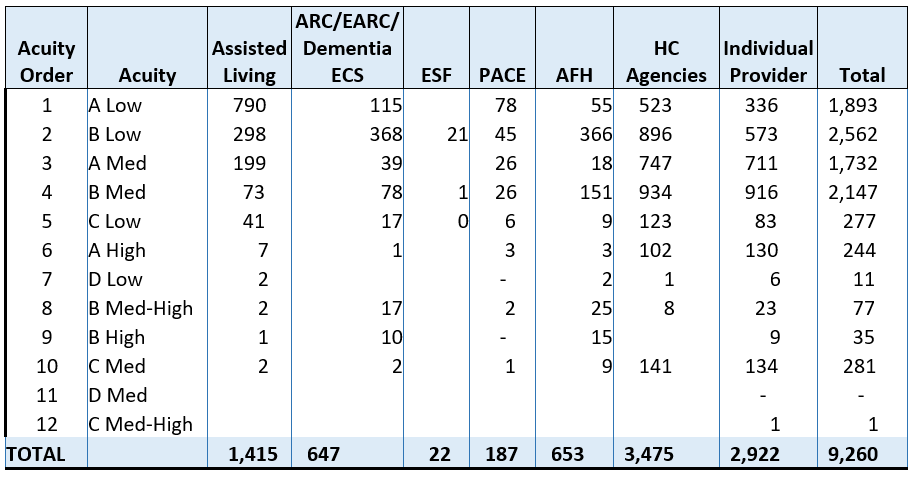 Acuity Order Acuity Assisted Living ARC/EARC/ Dementia ECS ESF PACE AFH HC Agencies Individual Provider Total
1 A Low 790 115 78 55 523 336 1,893
2 B Low 298 368 21 45 366 896 573 2,562
3 A Med 199 39 26 18 747 711 1,732
4 B Med 73 78 1 26 151 934 916 2,147
5 C Low 41 17 0 6 9 123 83 277
6 A High 7 1 3 3 102 130 244
7 D Low 2 - 2 1 6 11
8 B Med-High 2 17 2 25 8 23 77
9 B High 1 10 - 15 9 35
10 C Med 2 2 1 9 141 134 281
11 D Med - -
12 C Med-High 1 1
TOTAL 1,415 647 22 187 653 3,475 2,922 9,260